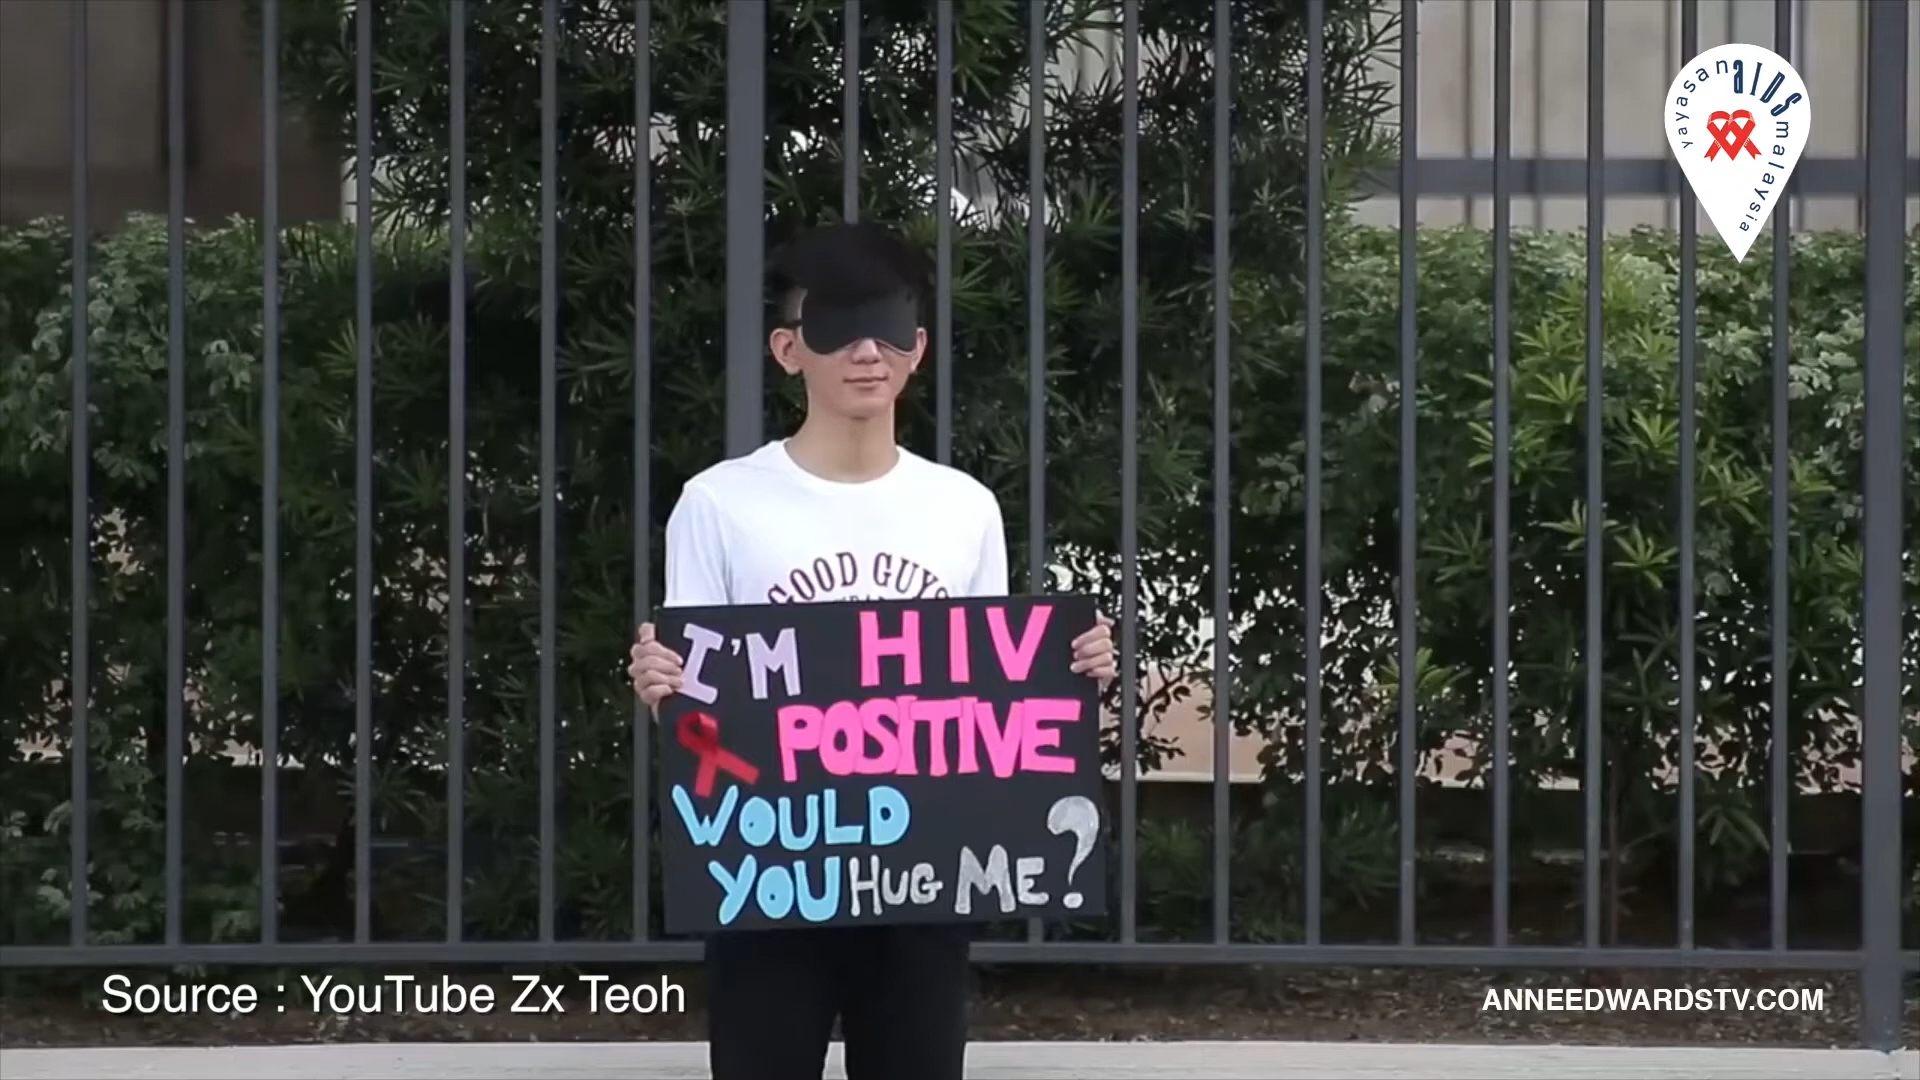 yayasan AIDS malaysia
GOOD GUYS
I'M HIV
POSITIVE
WOULD
YOU HUG ME?
Source : YouTube Zx Teoh
ANNEEDWARDSTV.COM